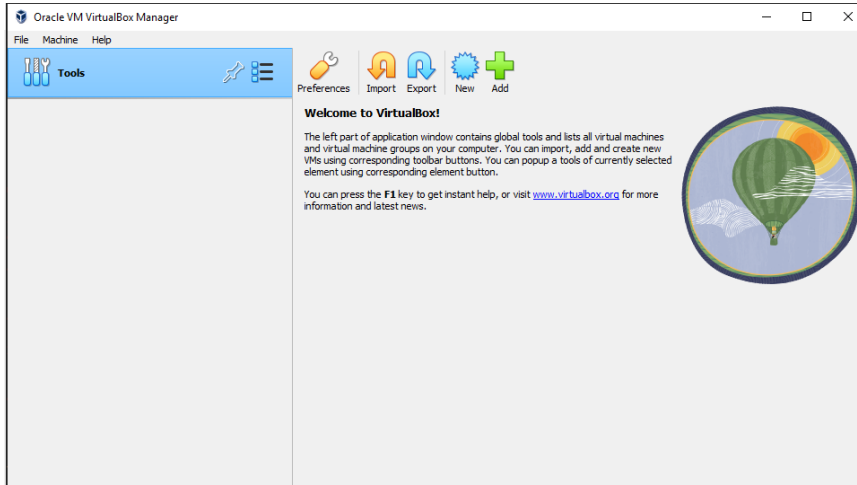 Oracle VM VirtualBox Manager
File Machine Help
Tools
Preferences Import Export New Add
Welcome to VirtualBox!
The left part of application window contains global tools and lists all virtual machines
and virtual machine groups on your computer. You can import, add and create new
VMs using corresponding toolbar buttons. You can popup a tools of currently selected
element using corresponding element button.
You can press the F1 key to get instant help, or visit www.virtualbox.org for more
information and latest news.